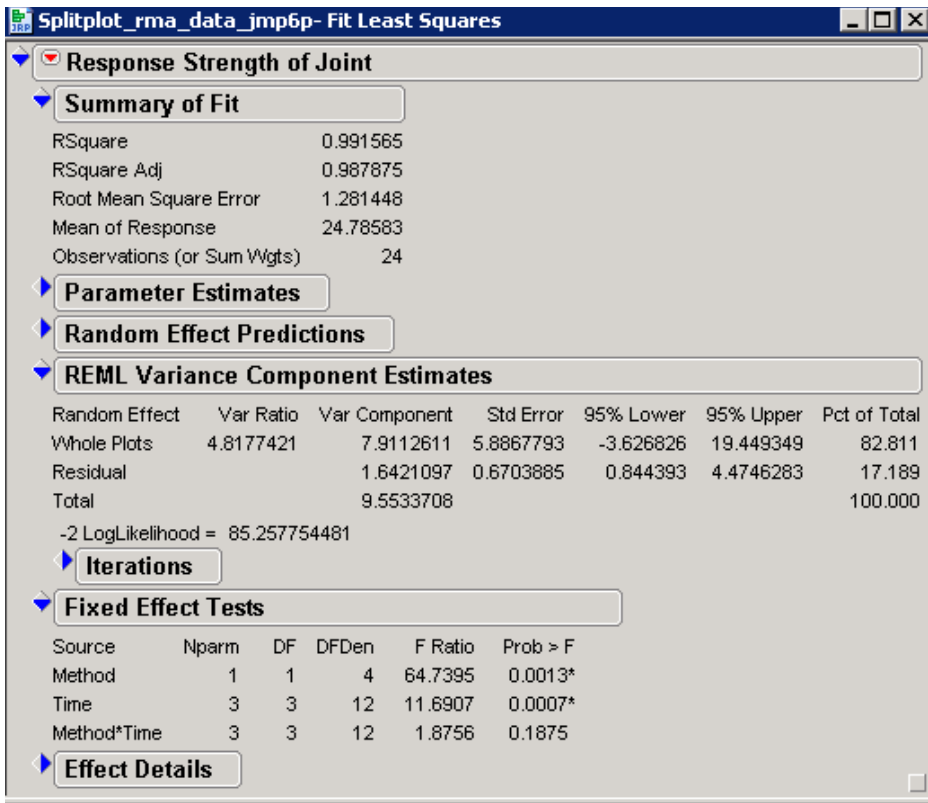 Splitplot_rma_data_jmp6p- Fit Least Squares
Response Strength of Joint
Summary of Fit
RSquare 0.991565
RSquare Adj 0.987875
Root Mean Square Error 1.281448
Mean of Response 24.78583
Observations (or Sum Wgts) 24
Parameter Estimates
Random Effect Predictions
REML Variance Component Estimates
Random Effect Var Ratio Var Component Std Error 95% Lower 95% Upper Pct of Total
Whole Plots 4.8177421 7.9112611 5.8867793 -3.626826 19.449349 82.811
Residual 1.6421097 0.6703885 0.844393 4.4746283 17.189
Total 9.5533708 100.000
-2 LogLikelihood = 85.257754481
Iterations
Fixed Effect Tests
Source Nparm DF DFDen F Ratio Prob > F
Method 1 1 4 64.7395 0.0013*
Time 3 3 12 11.6907 0.0007*
Method*Time 3 3 12 1.8756 0.1875
Effect Details